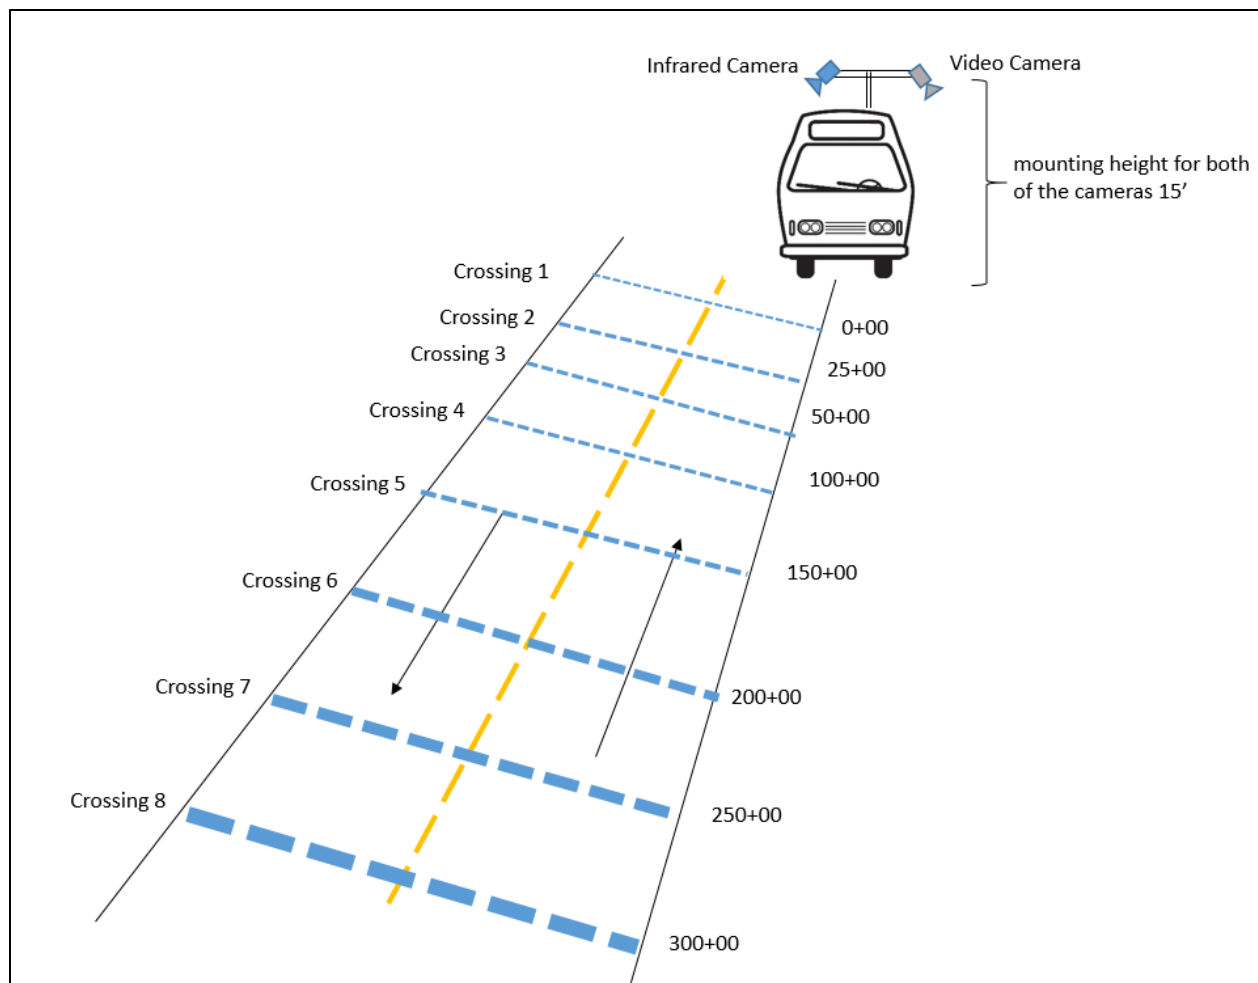 Infrared Camera
Video Camera
mounting height for both
of the cameras 15’
Crossing 1
0+00
Crossing 2
25+00
Crossing 3
50+00
Crossing 4
100+00
Crossing 5
150+00
Crossing 6
200+00
Crossing 7
250+00
Crossing 8
300+00